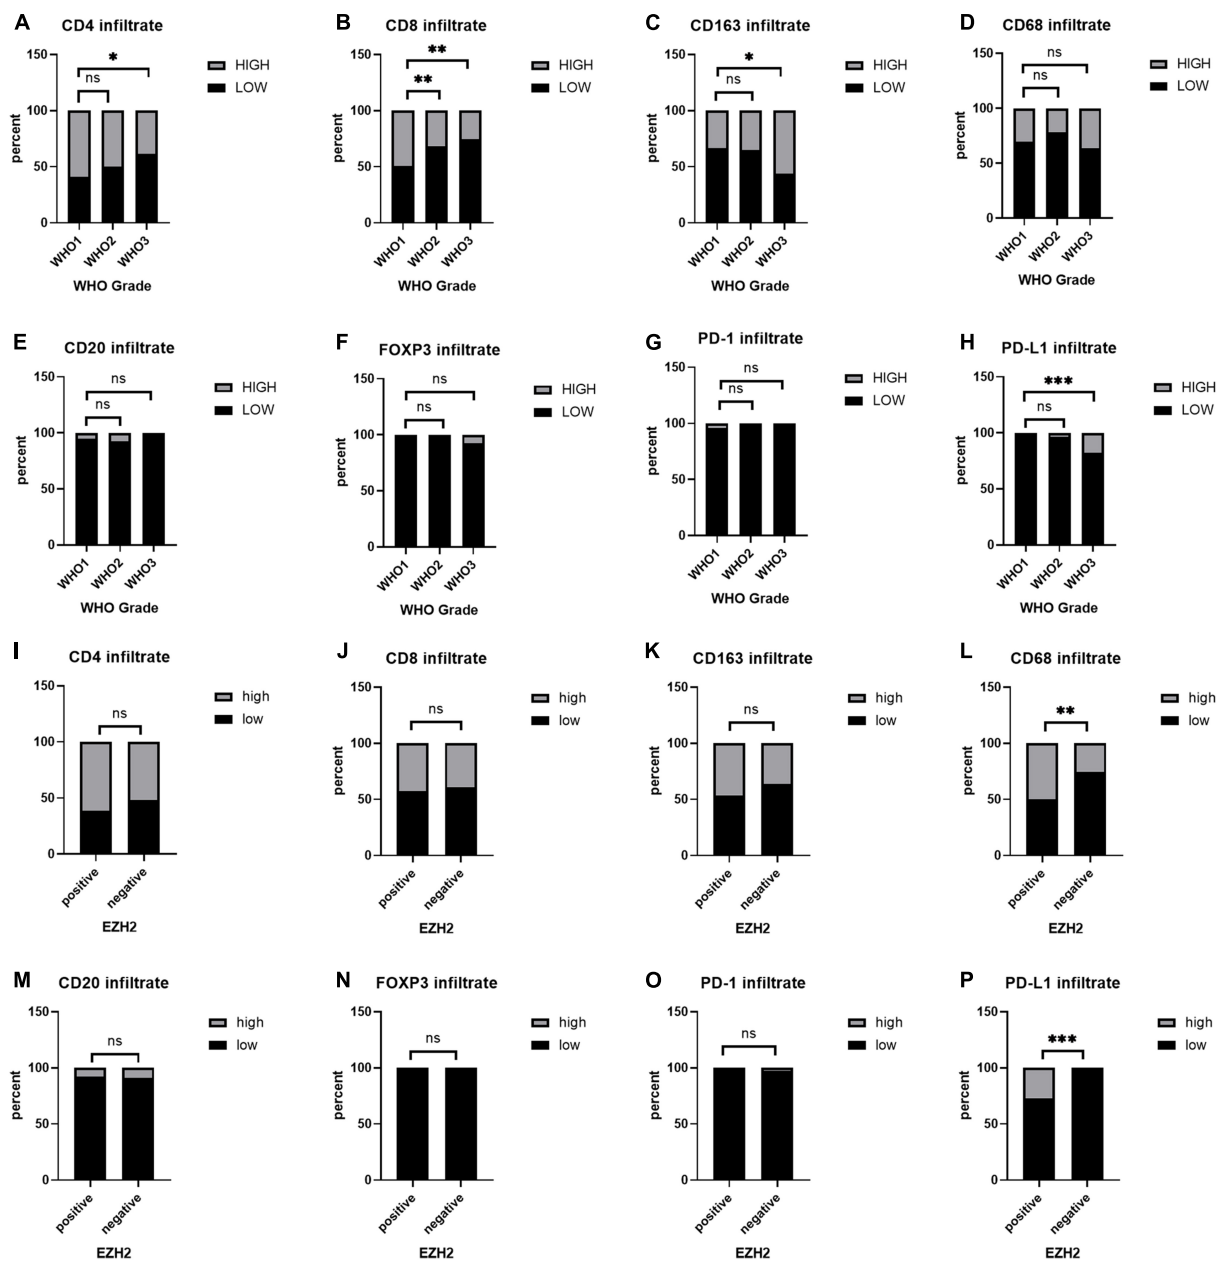 A CD4 infiltrate
150
100
50
0
percent
* 
ns
HIGH
LOW
WHO1 WHO2 WHO3
WHO Grade
B CD8 infiltrate
150
100
50
0
percent
**
**
HIGH
LOW
WHO1 WHO2 WHO3
WHO Grade
C CD163 infiltrate
150
100
50
0
percent
*
ns
HIGH
LOW
WHO1 WHO2 WHO3
WHO Grade
D CD68 infiltrate
150
100
50
0
percent
ns
ns
HIGH
LOW
WHO1 WHO2 WHO3
WHO Grade
E CD20 infiltrate
150
100
50
0
percent
ns
ns
HIGH
LOW
WHO1 WHO2 WHO3
WHO Grade
F FOXP3 infiltrate
150
100
50
0
percent
ns
ns
HIGH
LOW
WHO1 WHO2 WHO3
WHO Grade
G PD-1 infiltrate
150
100
50
0
percent
ns
ns
HIGH
LOW
WHO1 WHO2 WHO3
WHO Grade
H PD-L1 infiltrate
150
100
50
0
percent
***
ns
HIGH
LOW
WHO1 WHO2 WHO3
WHO Grade
I CD4 infiltrate
150
100
50
0
percent
ns
high
low
positive negative
EZH2
J CD8 infiltrate
150
100
50
0
percent
ns
high
low
positive negative
EZH2
K CD163 infiltrate
150
100
50
0
percent
ns
high
low
positive negative
EZH2
L CD68 infiltrate
150
100
50
0
percent
**
high
low
positive negative
EZH2
M CD20 infiltrate
150
100
50
0
percent
ns
high
low
positive negative
EZH2
N FOXP3 infiltrate
150
100
50
0
percent
ns
high
low
positive negative
EZH2
O PD-1 infiltrate
150
100
50
0
percent
ns
high
low
positive negative
EZH2
P PD-L1 infiltrate
150
100
50
0
percent
***
high
low
positive negative
EZH2